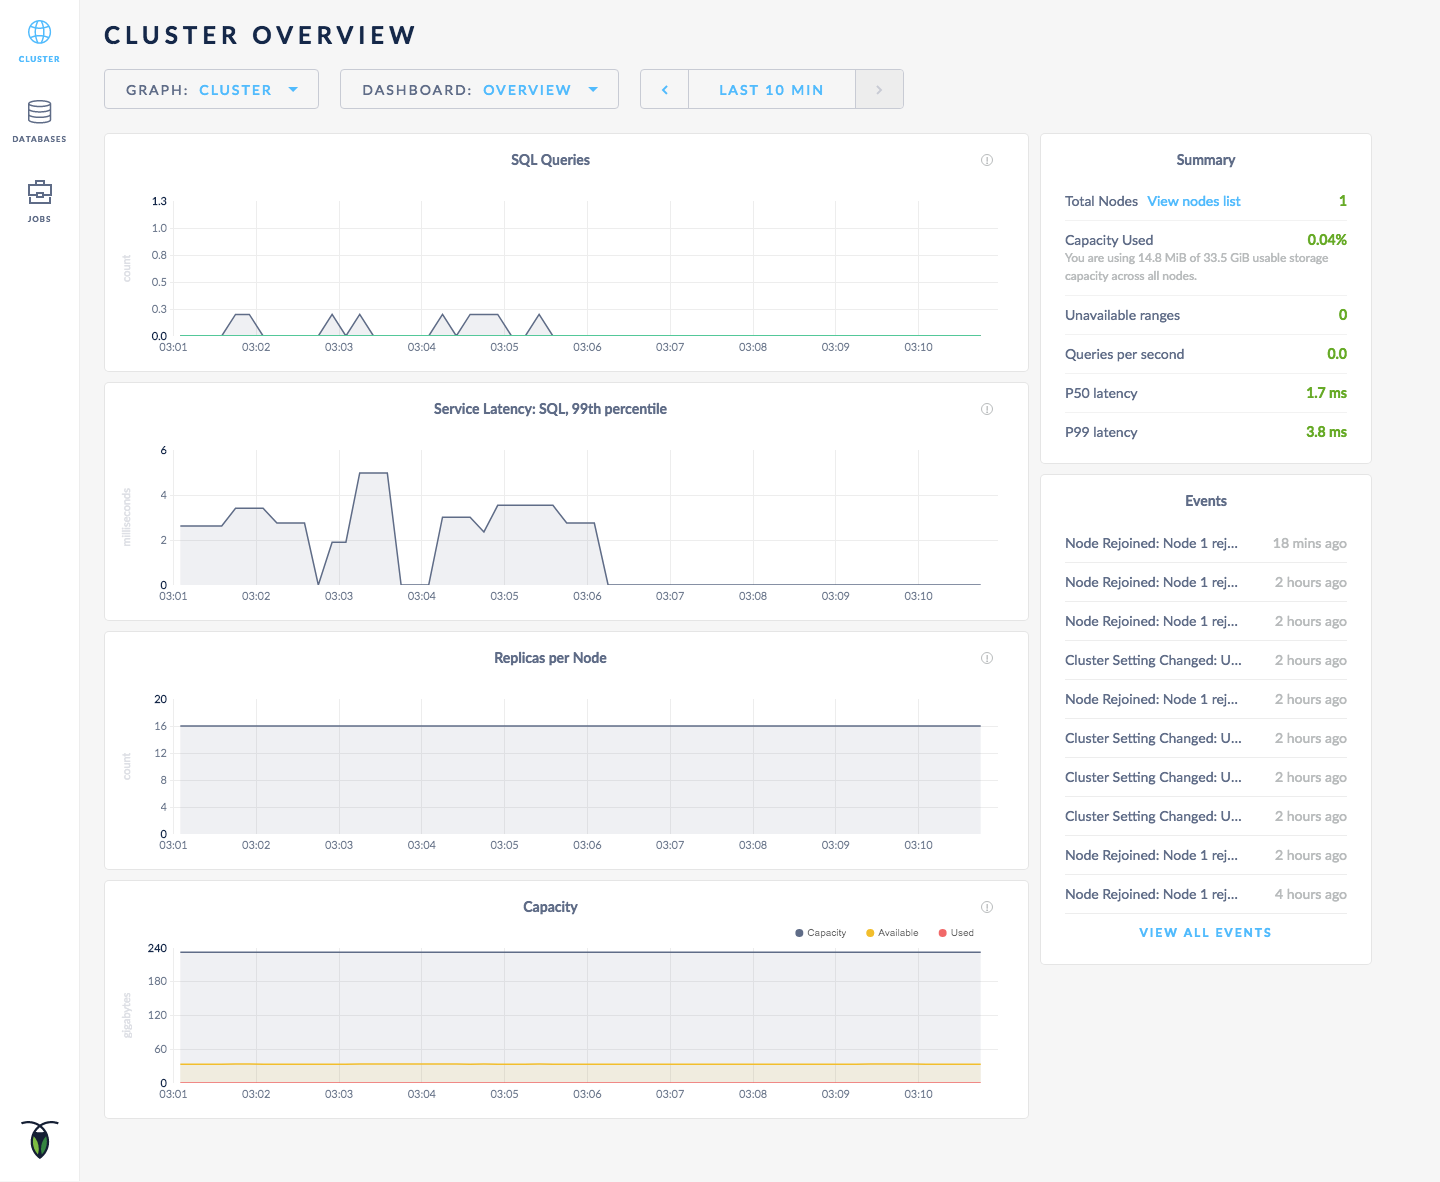 CLUSTER OVERVIEW
CLUSTER
DATABASES
JOBS
GRAPH: CLUSTER
DASHBOARD: OVERVIEW
LAST 10 MIN
SQL Queries
count
1.3
1.0
0.8
0.5
0.3
0.0
03:01 03:02 03:03 03:04 03:05 03:06 03:07 03:08 03:09 03:10
Service Latency: SQL, 99th percentile
milliseconds
6
4
2
0
03:01 03:02 03:03 03:04 03:05 03:06 03:07 03:08 03:09 03:10
Replicas per Node
count
20
16
12
8
4
0
03:01 03:02 03:03 03:04 03:05 03:06 03:07 03:08 03:09 03:10
Capacity
Capacity Available Used
gigabytes
240
180
120
60
0
03:01 03:02 03:03 03:04 03:05 03:06 03:07 03:08 03:09 03:10
Summary
Total Nodes View nodes list 1
Capacity Used 0.04%
You are using 14.8 MiB of 33.5 GiB usable storage
capacity across all nodes.
Unavailable ranges 0
Queries per second 0.0
P50 latency 1.7 ms
P99 latency 3.8 ms
Events
Node Rejoined: Node 1 rej... 18 mins ago
Node Rejoined: Node 1 rej... 2 hours ago
Node Rejoined: Node 1 rej... 2 hours ago
Cluster Setting Changed: U... 2 hours ago
Node Rejoined: Node 1 rej... 2 hours ago
Cluster Setting Changed: U... 2 hours ago
Cluster Setting Changed: U... 2 hours ago
Cluster Setting Changed: U... 2 hours ago
Node Rejoined: Node 1 rej... 2 hours ago
Node Rejoined: Node 1 rej... 4 hours ago
VIEW ALL EVENTS